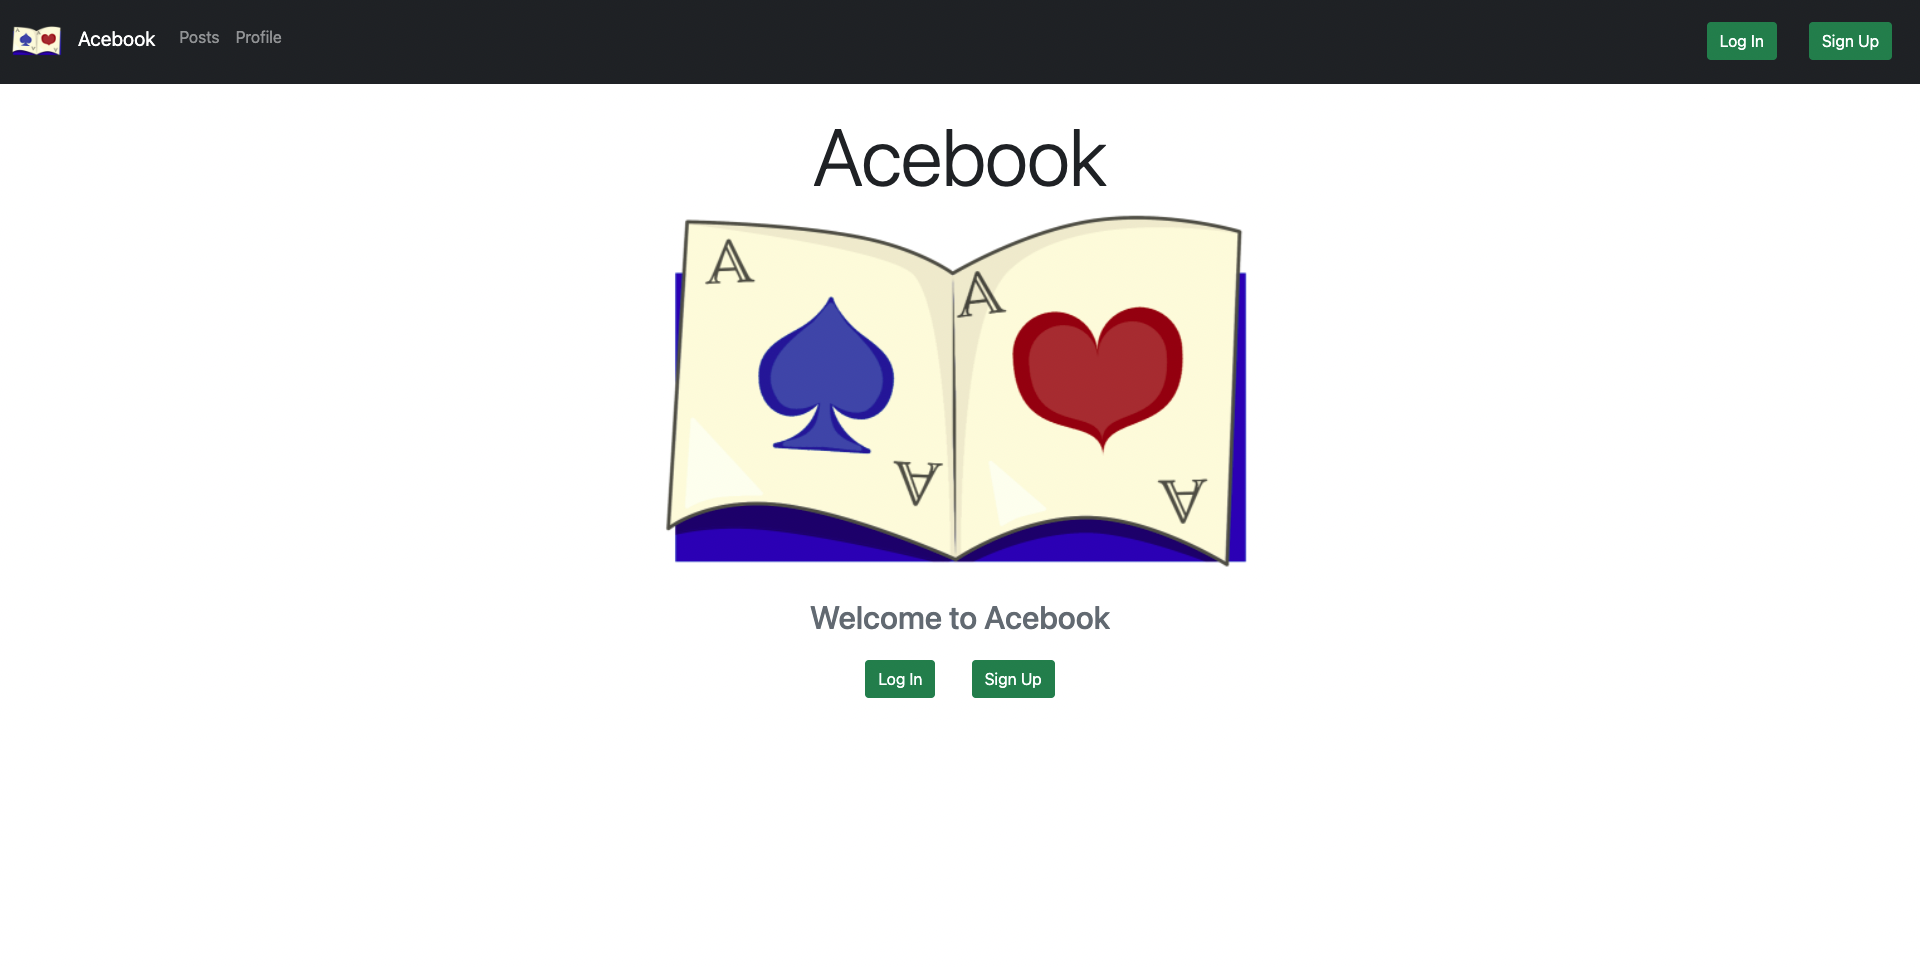 Acebook Posts Profile Log In Sign Up
Acebook
A
A
A
A
Welcome to Acebook
Log In Sign Up